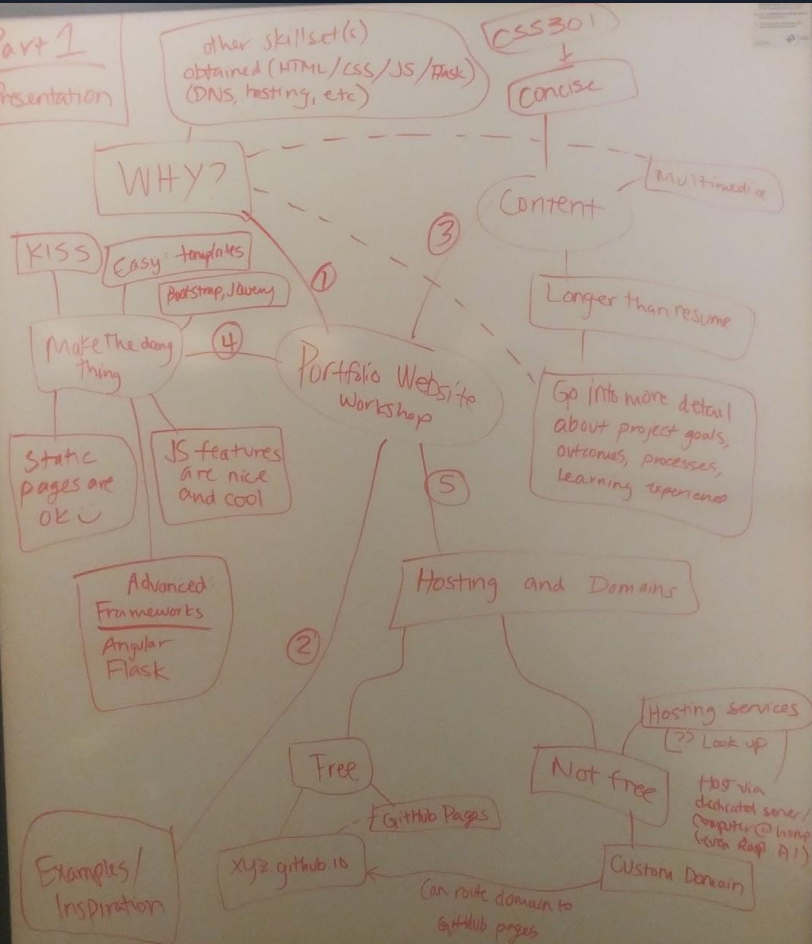 Part 1
Presentation
other skillset(s)
obtained (HTML/CSS/JS/Flask)
(DNS, hosting, etc)
CSS301
Concise
WHY?
Multimedia
Content
KISS
Easy: templates
Bootstrap, J
①
③
Longer than resume
Make The dang
thing
④
Portfolio Website
Workshop
Go into more detail
about project goals,
outcomes, processes,
learning experience
Static
pages are
ok
JS features
are nice
and cool
⑤
Advanced
Frameworks
Angular
Flask
Hosting and Domains
②
Free
GitHub Pages
xyz.github.io
Not free
Hosting services
?? Look up
Host via
dedicated server/
computer@home
(even Rasp
Custom Domain
Can route domain to
GitHub pages
Examples/
Inspiration